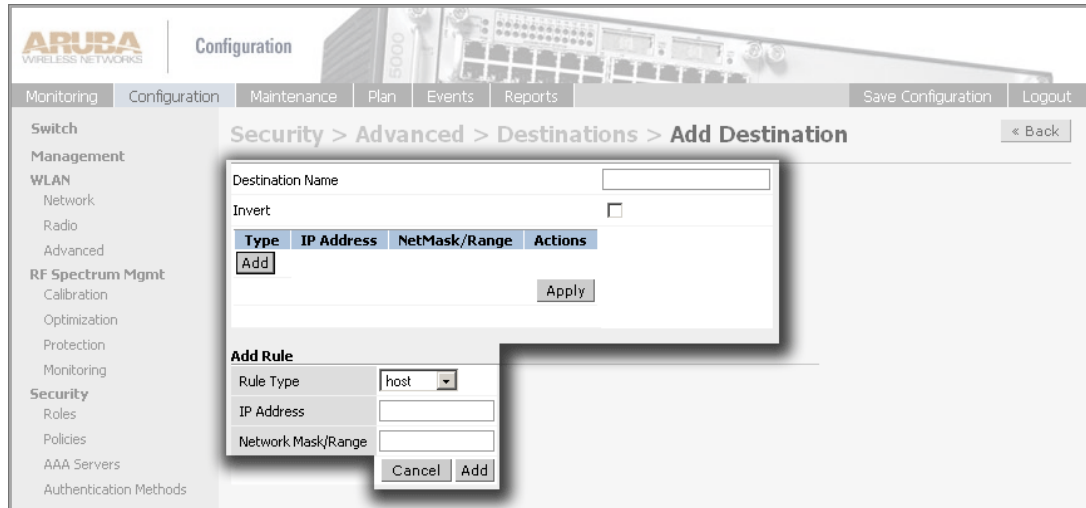 ARUBA
WIRELESS NETWORKS
Configuration
5000
Monitoring Configuration Maintenance Plan Events Reports Save Configuration Logout
Switch
Management
WLAN
Network
Radio
Advanced
RF Spectrum Mgmt
Calibration
Optimization
Protection
Monitoring
Security
Roles
Policies
AAA Servers
Authentication Methods
Security > Advanced > Destinations > Add Destination
« Back
Destination Name
Invert
Type IP Address NetMask/Range Actions
Add
Apply
Add Rule
Rule Type host
IP Address
Network Mask/Range
Cancel Add